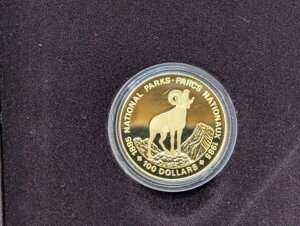 1885 NATIONAL PARKS · PARCS NATIONAUX 1985
100 DOLLARS